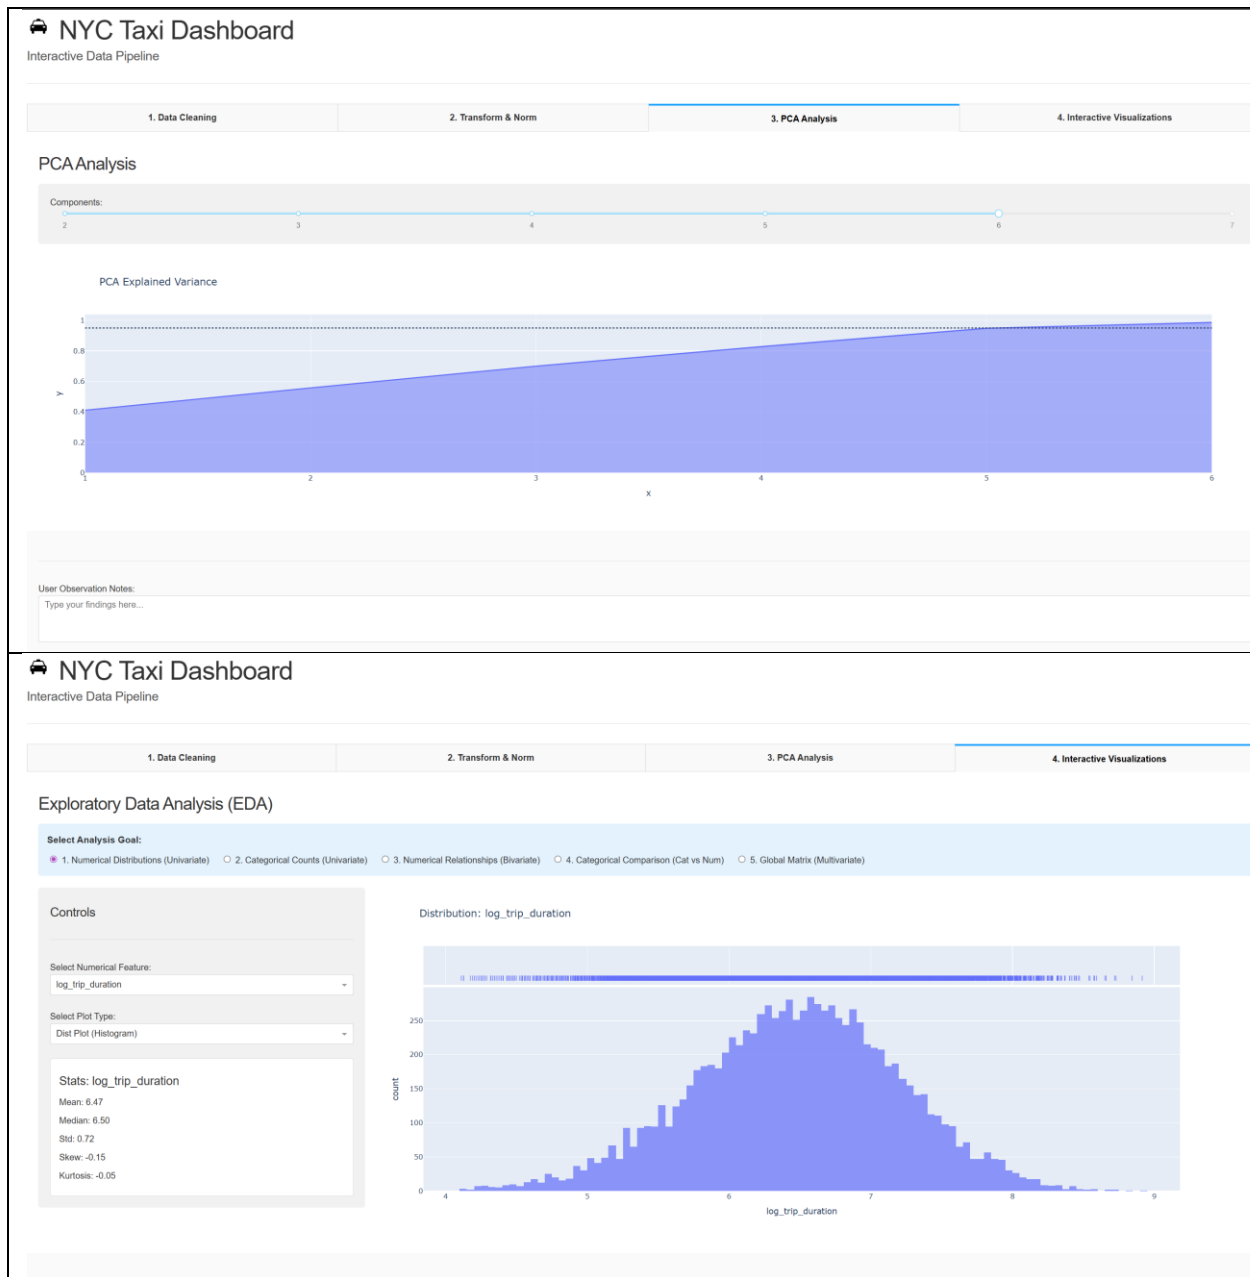 NYC Taxi Dashboard
Interactive Data Pipeline
1. Data Cleaning 2. Transform & Norm 3. PCA Analysis 4. Interactive Visualizations
PCA Analysis
Components:
2 3 4 5 6 7
PCA Explained Variance
1
0.8
0.6
y
0.4
0.2
0
1 2 3 4 5 6
x
User Observation Notes:
Type your findings here...
NYC Taxi Dashboard
Interactive Data Pipeline
1. Data Cleaning 2. Transform & Norm 3. PCA Analysis 4. Interactive Visualizations
Exploratory Data Analysis (EDA)
Select Analysis Goal:
1. Numerical Distributions (Univariate) 2. Categorical Counts (Univariate) 3. Numerical Relationships (Bivariate) 4. Categorical Comparison (Cat vs Num) 5. Global Matrix (Multivariate)
Controls
Select Numerical Feature:
log_trip_duration
Select Plot Type:
Dist Plot (Histogram)
Stats: log_trip_duration
Mean: 6.47
Median: 6.50
Std: 0.72
Skew: -0.15
Kurtosis: -0.05
Distribution: log_trip_duration
250
200
150
count
100
50
0
4 5 6 7 8 9
log_trip_duration